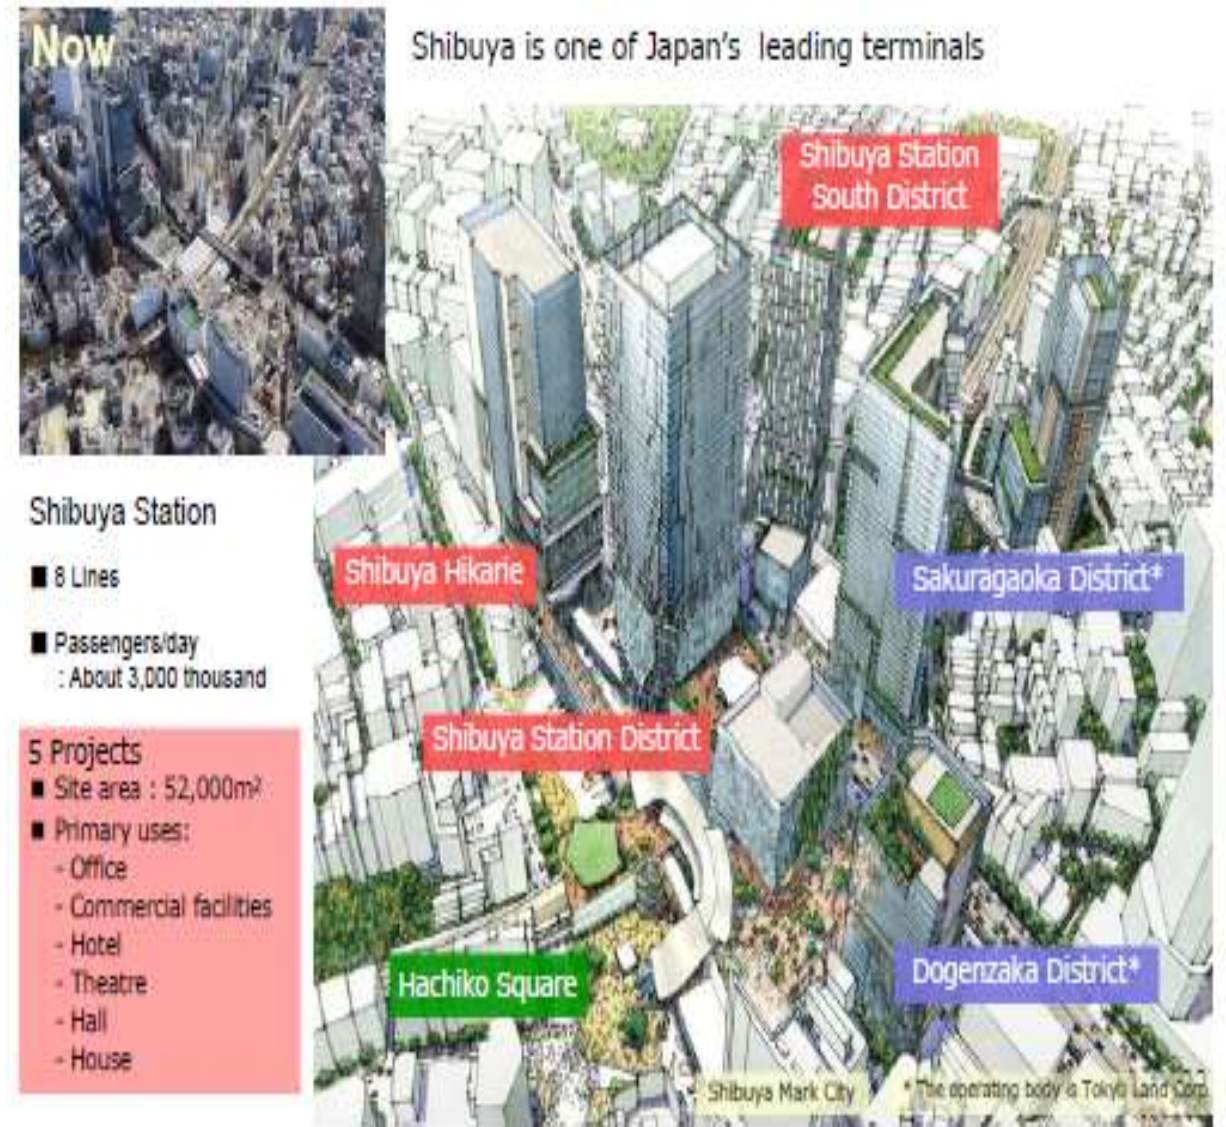 Now
Shibuya is one of Japan's leading terminals
Shibuya Station
South District
Shibuya Hikarie
Sakuragaoka District*
Shibuya Station District
Hachiko Square
Dogenzaka District*
Shibuya Mark City
* The operating body is Tokyu Land Corp.
Shibuya Station
■ 8 Lines
■ Passengers/day
: About 3,000 thousand
5 Projects
■ Site area : 52,000m²
■ Primary uses:
- Office
- Commercial facilities
- Hotel
- Theatre
- Hall
- House